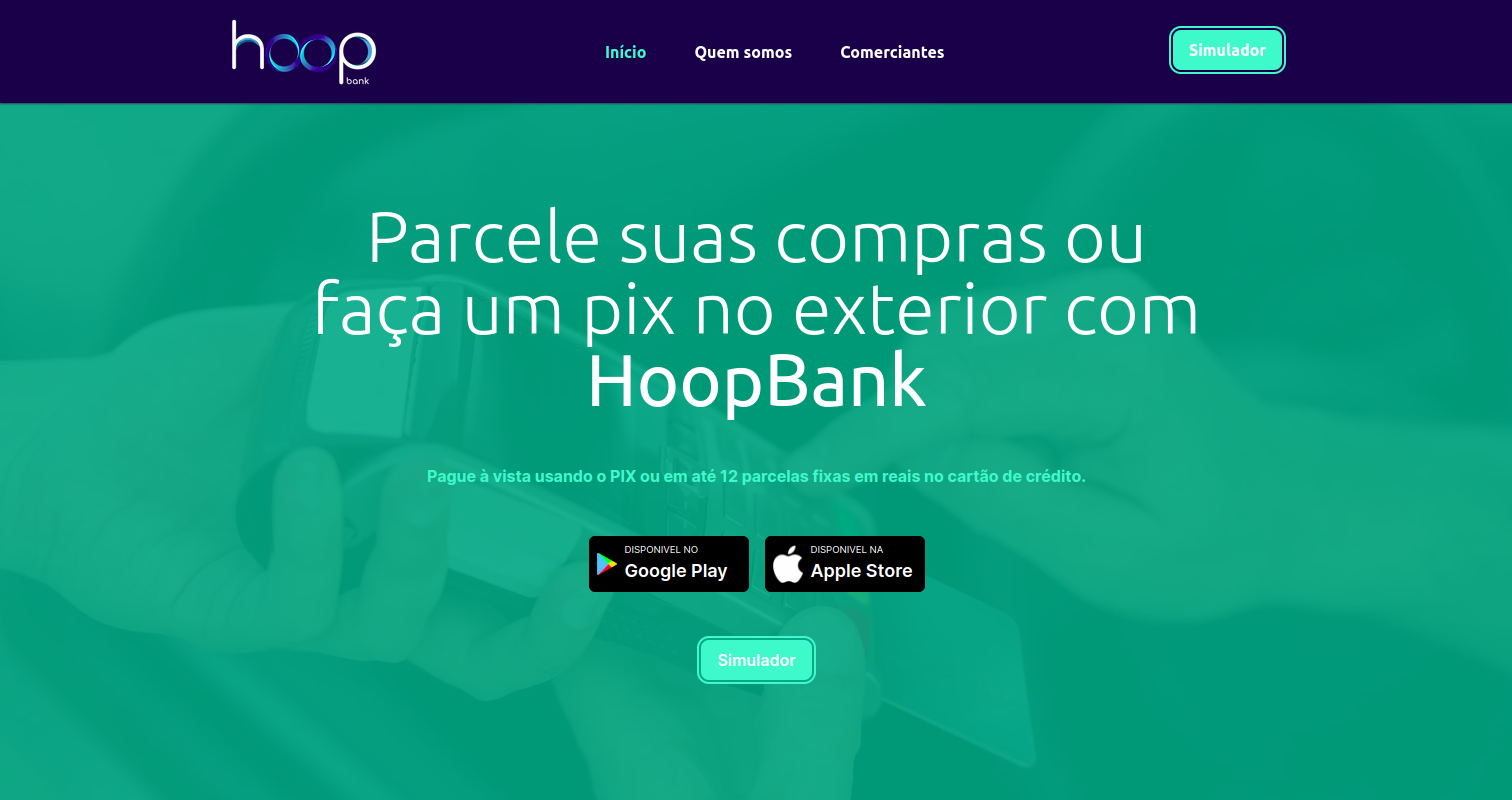 hoop
bank
Início
Quem somos
Comerciantes
Simulador
Parcele suas compras ou
faça um pix no exterior com
HoopBank
Pague à vista usando o PIX ou em até 12 parcelas fixas em reais no cartão de crédito.
DISPONIVEL NO
Google Play
DISPONIVEL NA
Apple Store
Simulador